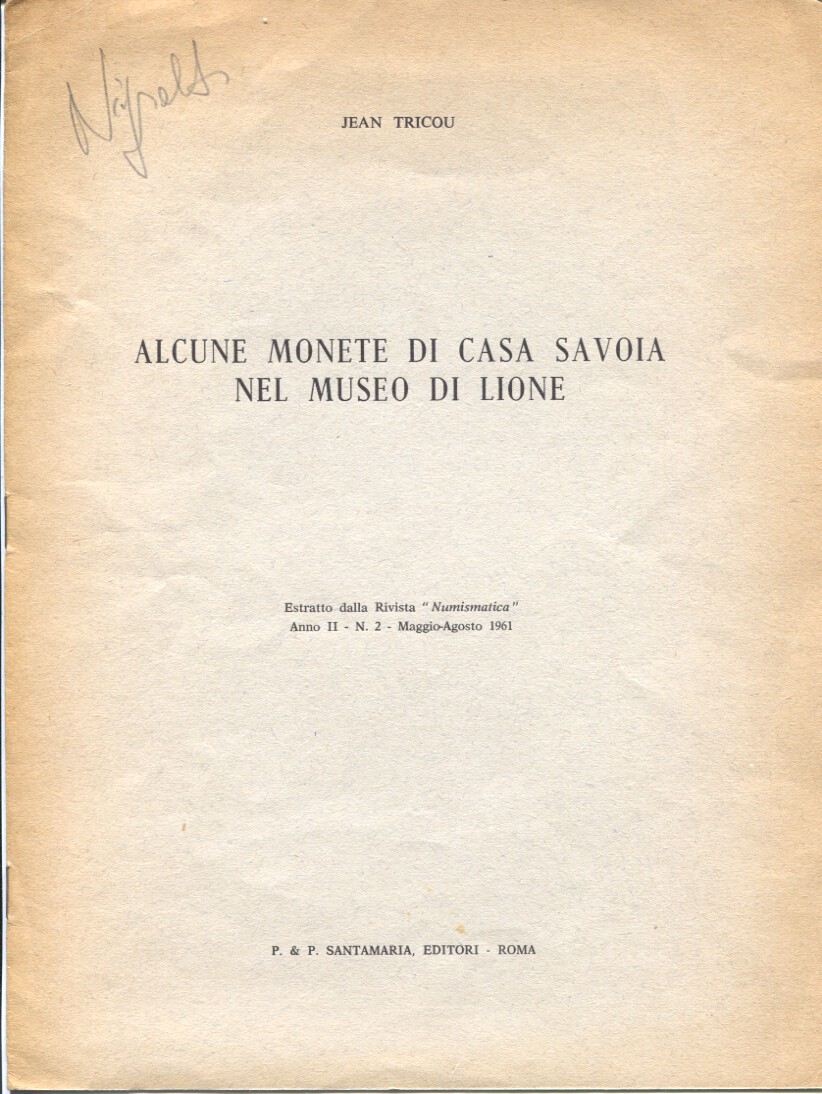 JEAN TRICOU
ALCUNE MONETE DI CASA SAVOIA
NEL MUSEO DI LIONE
Estratto dalla Rivista "Numismatica"
Anno II - N. 2 - Maggio-Agosto 1961
P. & P. SANTAMARIA, EDITORI - ROMA